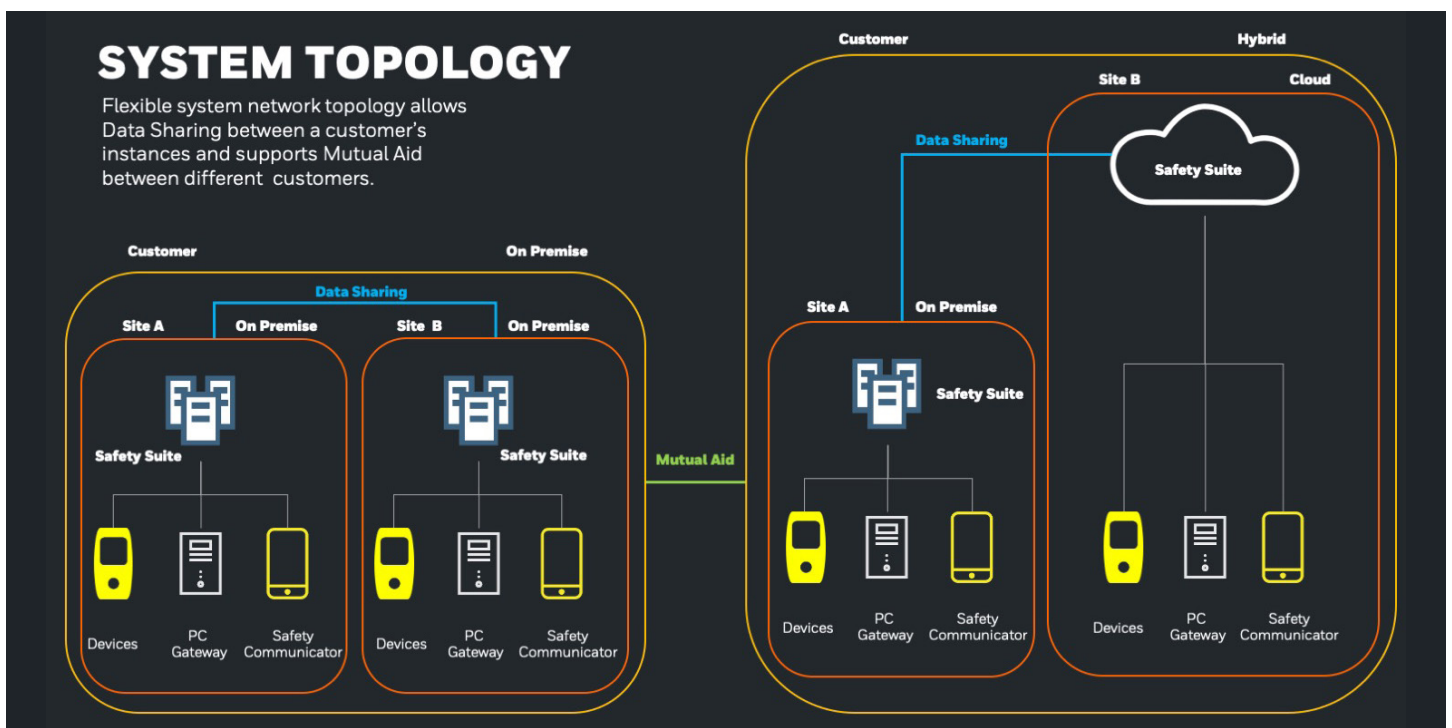 SYSTEM TOPOLOGY
Flexible system network topology allows
Data Sharing between a customer's
instances and supports Mutual Aid
between different customers.
Customer
On Premise
Data Sharing
Site A
On Premise
Site B
On Premise
Safety Suite
Safety Suite
Devices
PC
Gateway
Safety
Communicator
Devices
PC
Gateway
Safety
Communicator
Mutual Aid
Customer
Hybrid
Site B
Cloud
Data Sharing
Safety Suite
Site A
On Premise
Safety Suite
Devices
PC
Gateway
Safety
Communicator
Devices
PC
Gateway
Safety
Communicator